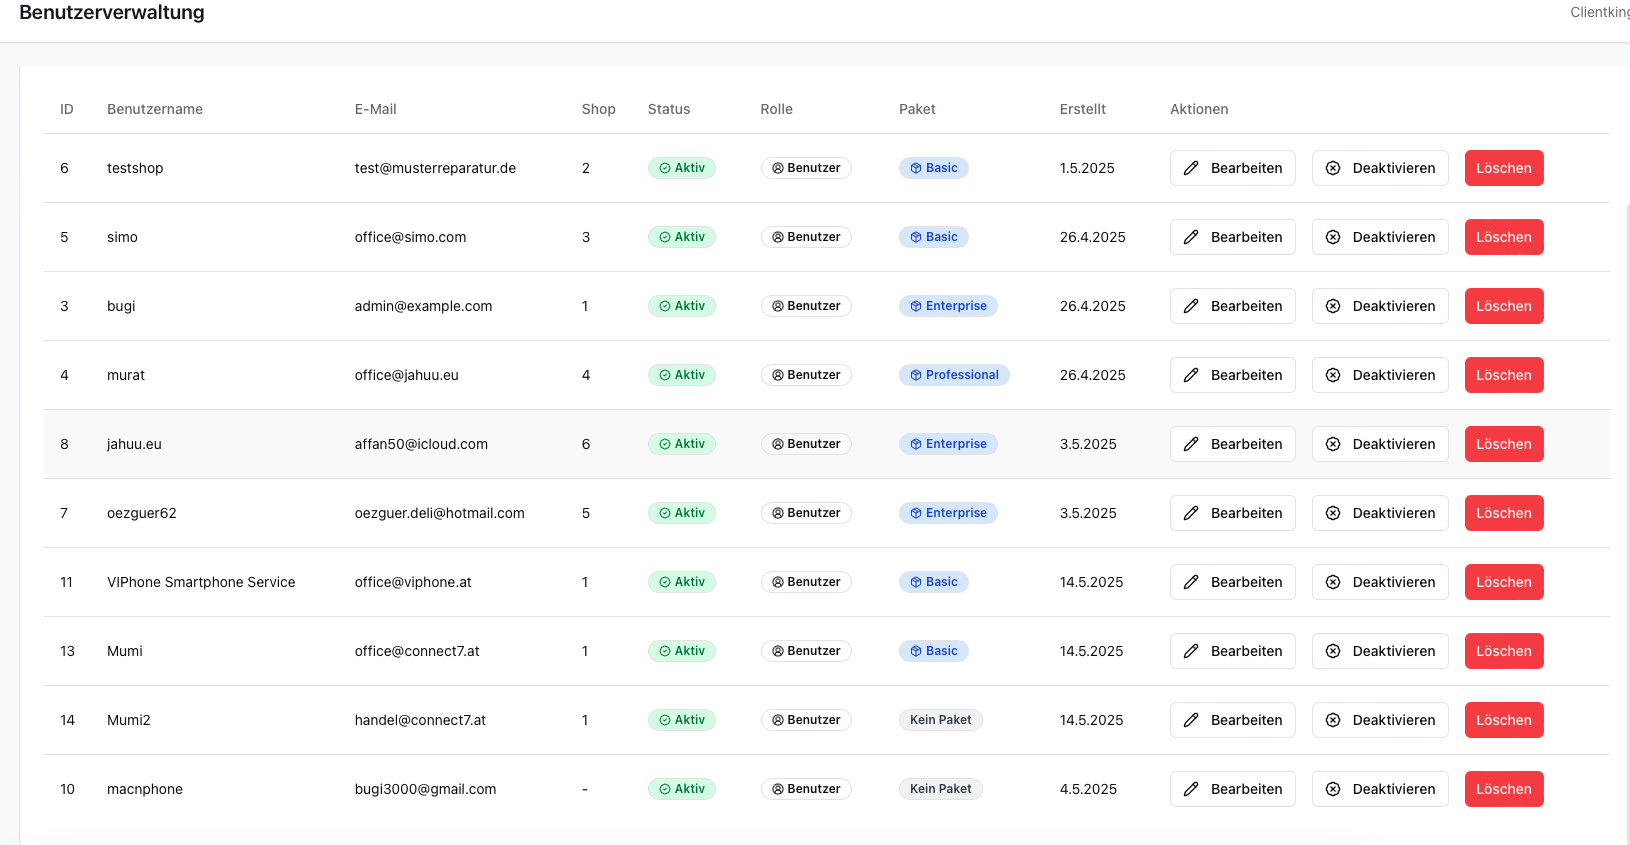 Benutzerverwaltung Clientking
ID Benutzername E-Mail Shop Status Rolle Paket Erstellt Aktionen
6 testshop test@musterreparatur.de 2 Aktiv Benutzer Basic 1.5.2025 Bearbeiten Deaktivieren Löschen
5 simo office@simo.com 3 Aktiv Benutzer Basic 26.4.2025 Bearbeiten Deaktivieren Löschen
3 bugi admin@example.com 1 Aktiv Benutzer Enterprise 26.4.2025 Bearbeiten Deaktivieren Löschen
4 murat office@jahuu.eu 4 Aktiv Benutzer Professional 26.4.2025 Bearbeiten Deaktivieren Löschen
8 jahuu.eu affan50@icloud.com 6 Aktiv Benutzer Enterprise 3.5.2025 Bearbeiten Deaktivieren Löschen
7 oezguer62 oezguer.deli@hotmail.com 5 Aktiv Benutzer Enterprise 3.5.2025 Bearbeiten Deaktivieren Löschen
11 VIPhone Smartphone Service office@viphone.at 1 Aktiv Benutzer Basic 14.5.2025 Bearbeiten Deaktivieren Löschen
13 Mumi office@connect7.at 1 Aktiv Benutzer Basic 14.5.2025 Bearbeiten Deaktivieren Löschen
14 Mumi2 handel@connect7.at 1 Aktiv Benutzer Kein Paket 14.5.2025 Bearbeiten Deaktivieren Löschen
10 macnphone bugi3000@gmail.com - Aktiv Benutzer Kein Paket 4.5.2025 Bearbeiten Deaktivieren Löschen